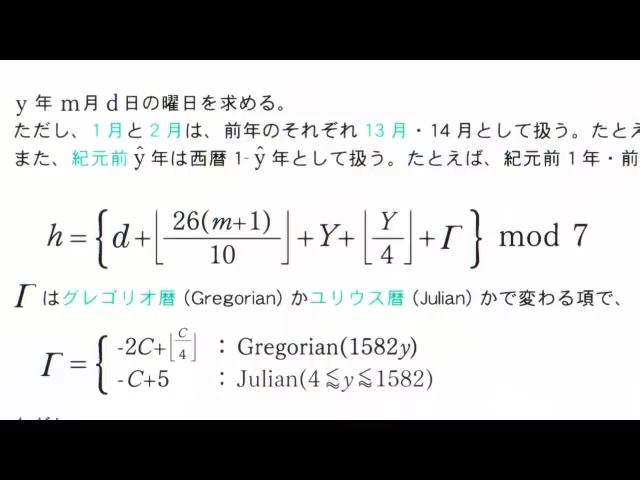 y 年 m月 d日の曜日を求める。
ただし、1月と2月は、前年のそれぞれ 13月・14月として扱う。たとえ
また、紀元前 ŷ 年は西暦 1-ŷ 年として扱う。たとえば、紀元前 1 年・前
h = { d + ⌊ 26(m+1) / 10 ⌋ + Y + ⌊ Y / 4 ⌋ + Γ } mod 7
Γ はグレゴリオ暦 (Gregorian) かユリウス暦 (Julian) かで変わる項で、
Γ = { -2C+⌊ C / 4 ⌋ : Gregorian(1582y)
-C+5 : Julian(4≦y≦1582)